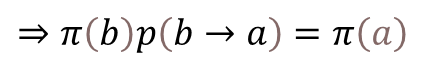 ⇒ π(b)p(b → a) = π(a)